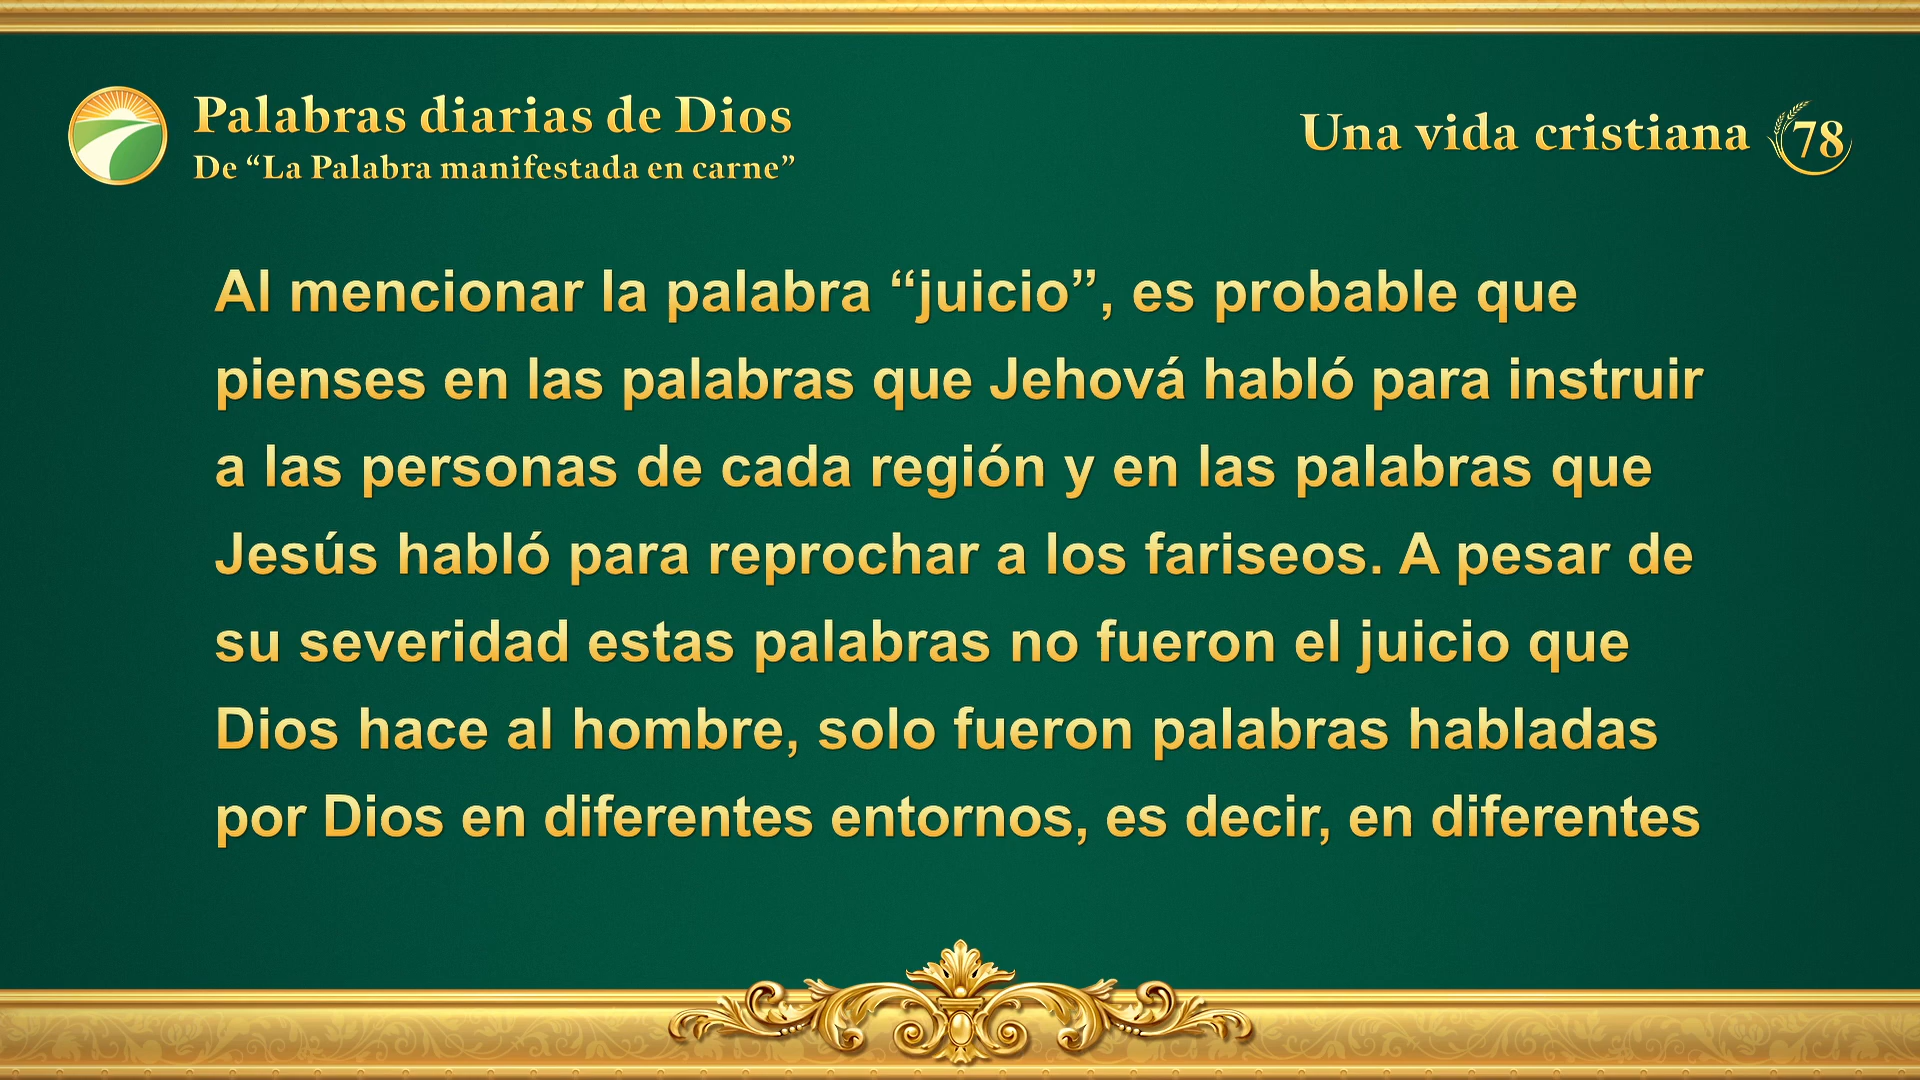 Palabras diarias de Dios
De “La Palabra manifestada en carne”
Una vida cristiana 78
Al mencionar la palabra “juicio”, es probable que
pienses en las palabras que Jehová habló para instruir
a las personas de cada región y en las palabras que
Jesús habló para reprochar a los fariseos. A pesar de
su severidad estas palabras no fueron el juicio que
Dios hace al hombre, solo fueron palabras habladas
por Dios en diferentes entornos, es decir, en diferentes